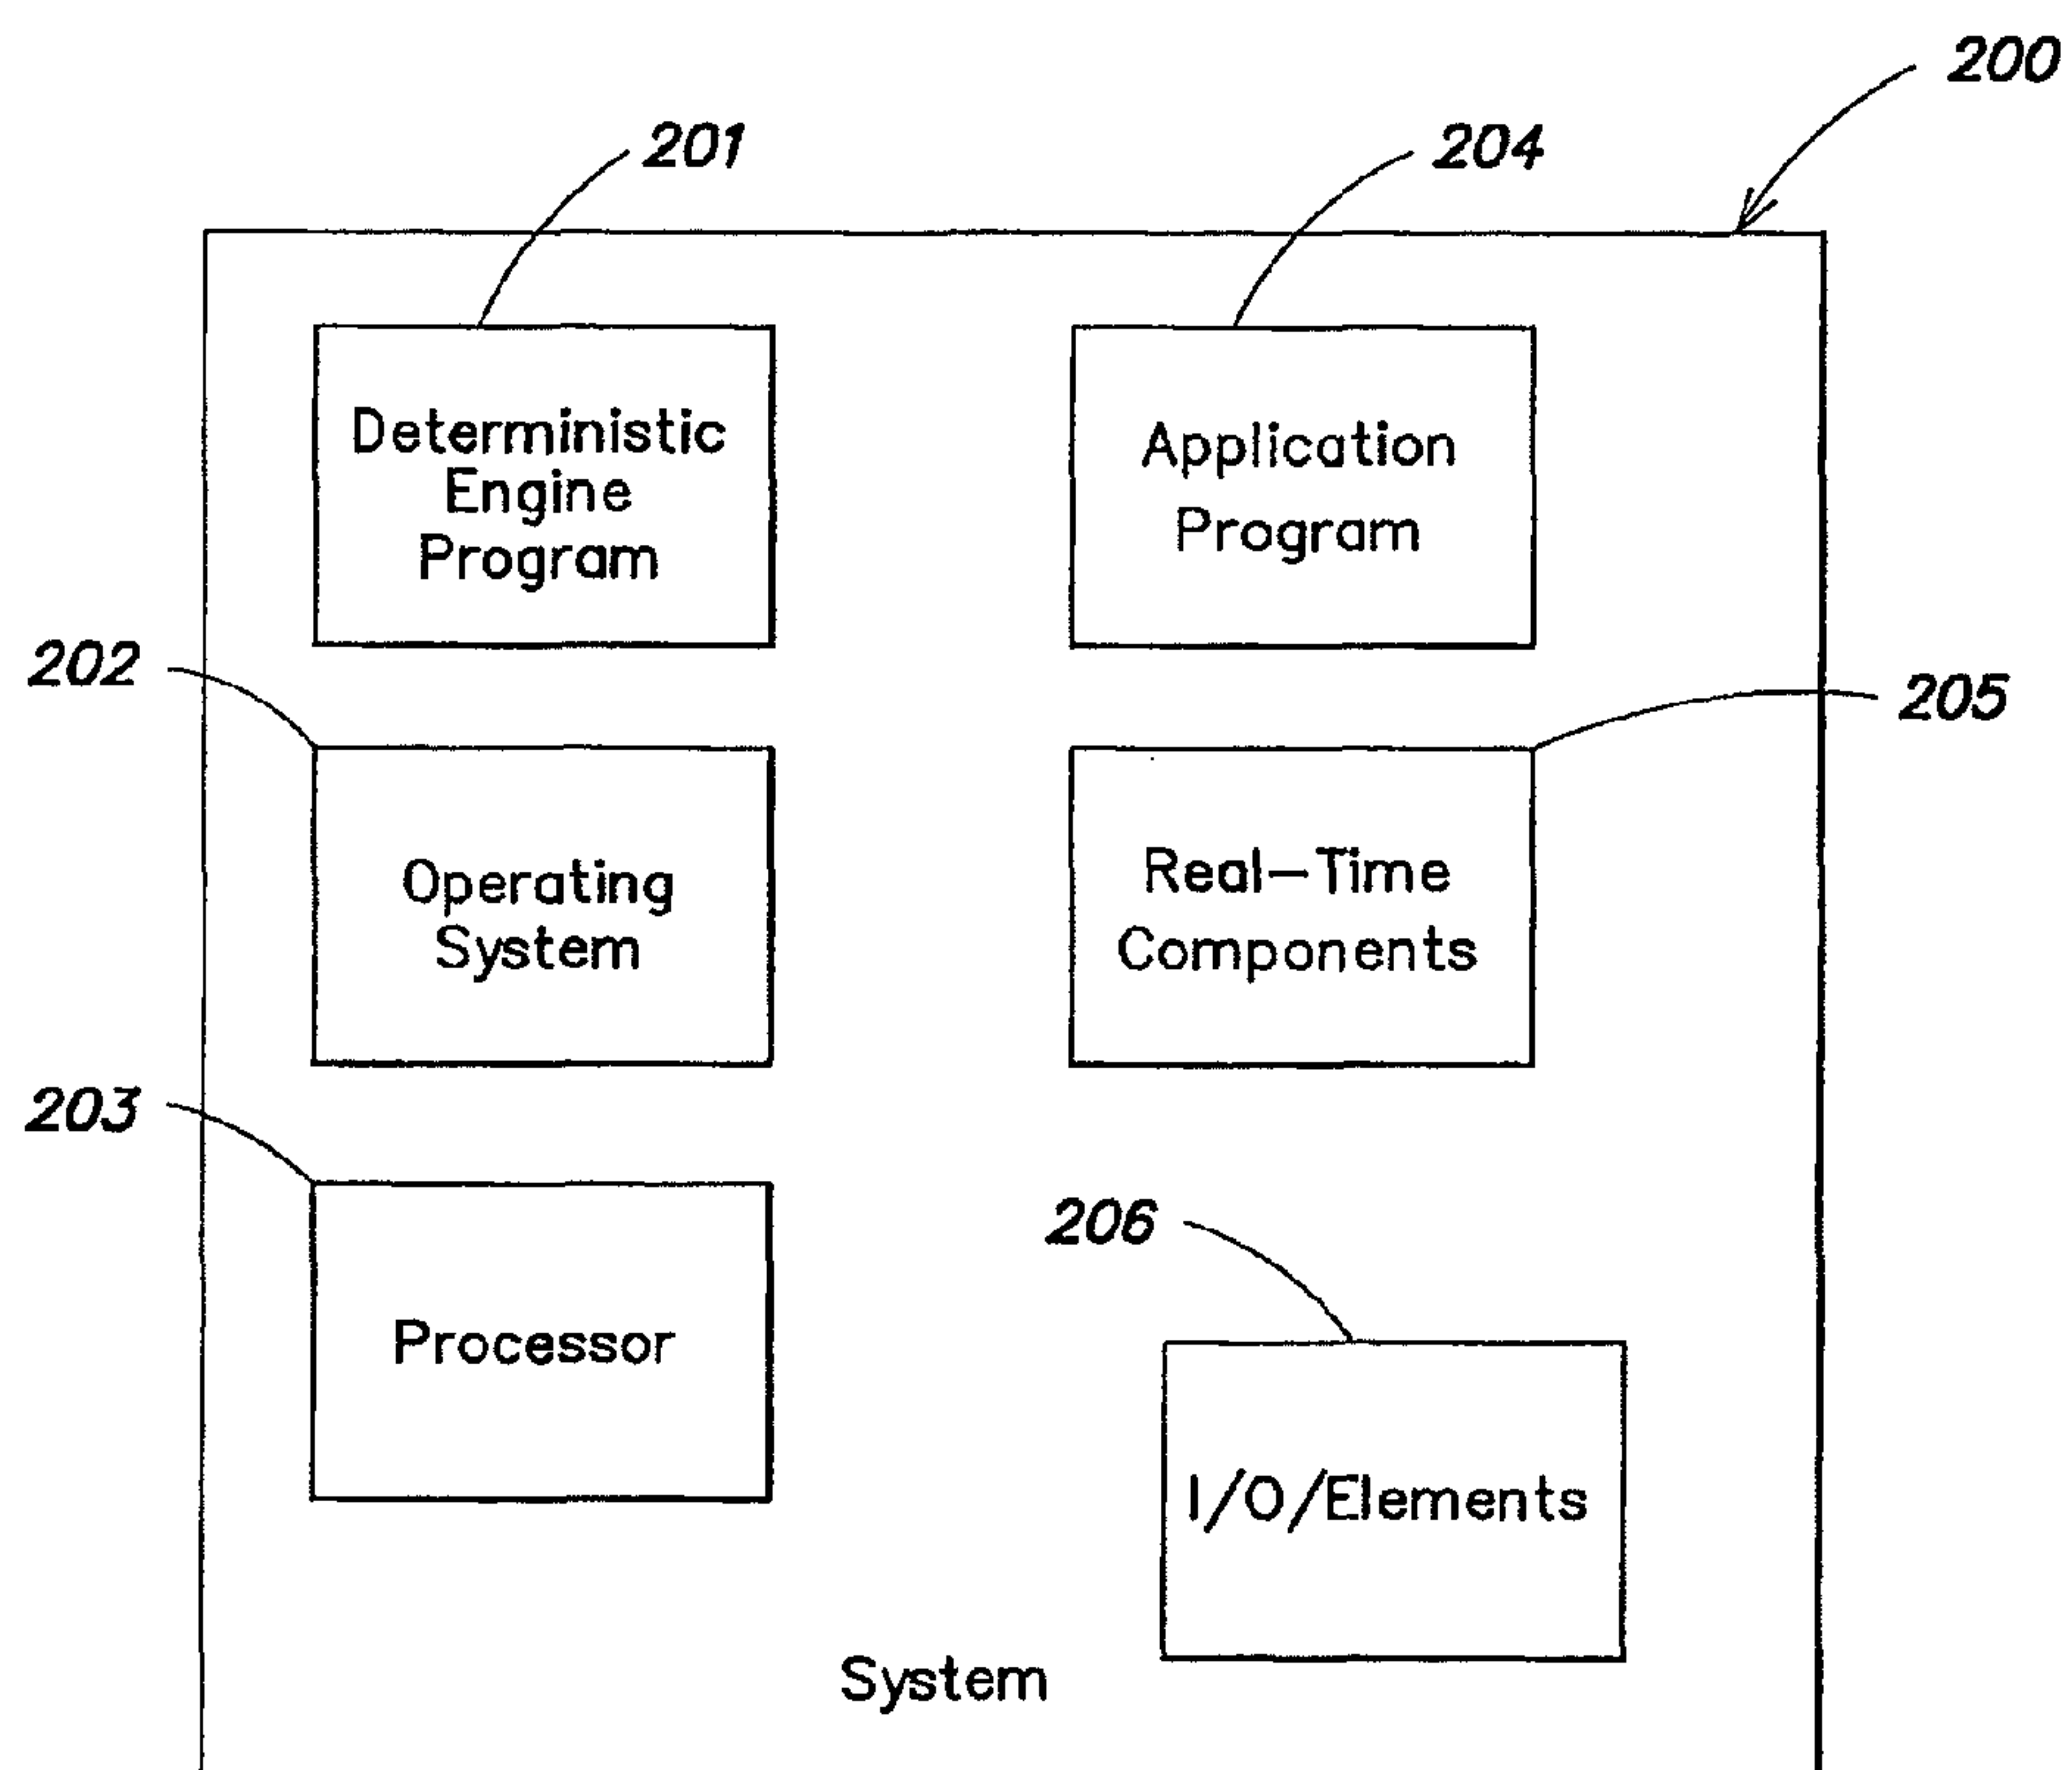 200
201
204
Deterministic
Engine
Program
Application
Program
202
205
Operating
System
Real-Time
Components
203
206
Processor
I/O/Elements
System